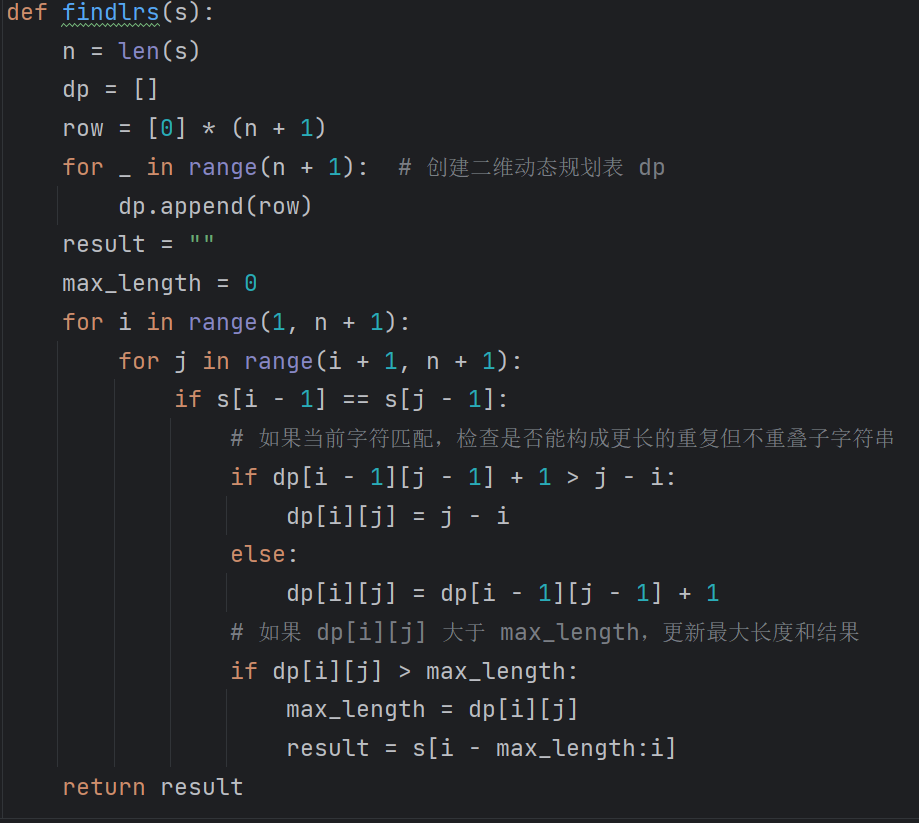 def findlrs(s):
    n = len(s)
    dp = []
    row = [0] * (n + 1)
    for _ in range(n + 1):  # 创建二维动态规划表 dp
        dp.append(row)
    result = ""
    max_length = 0
    for i in range(1, n + 1):
        for j in range(i + 1, n + 1):
            if s[i - 1] == s[j - 1]:
                # 如果当前字符匹配，检查是否能构成更长的重复但不重叠子字符串
                if dp[i - 1][j - 1] + 1 > j - i:
                    dp[i][j] = j - i
                else:
                    dp[i][j] = dp[i - 1][j - 1] + 1
                # 如果 dp[i][j] 大于 max_length，更新最大长度和结果
                if dp[i][j] > max_length:
                    max_length = dp[i][j]
                    result = s[i - max_length:i]
    return result